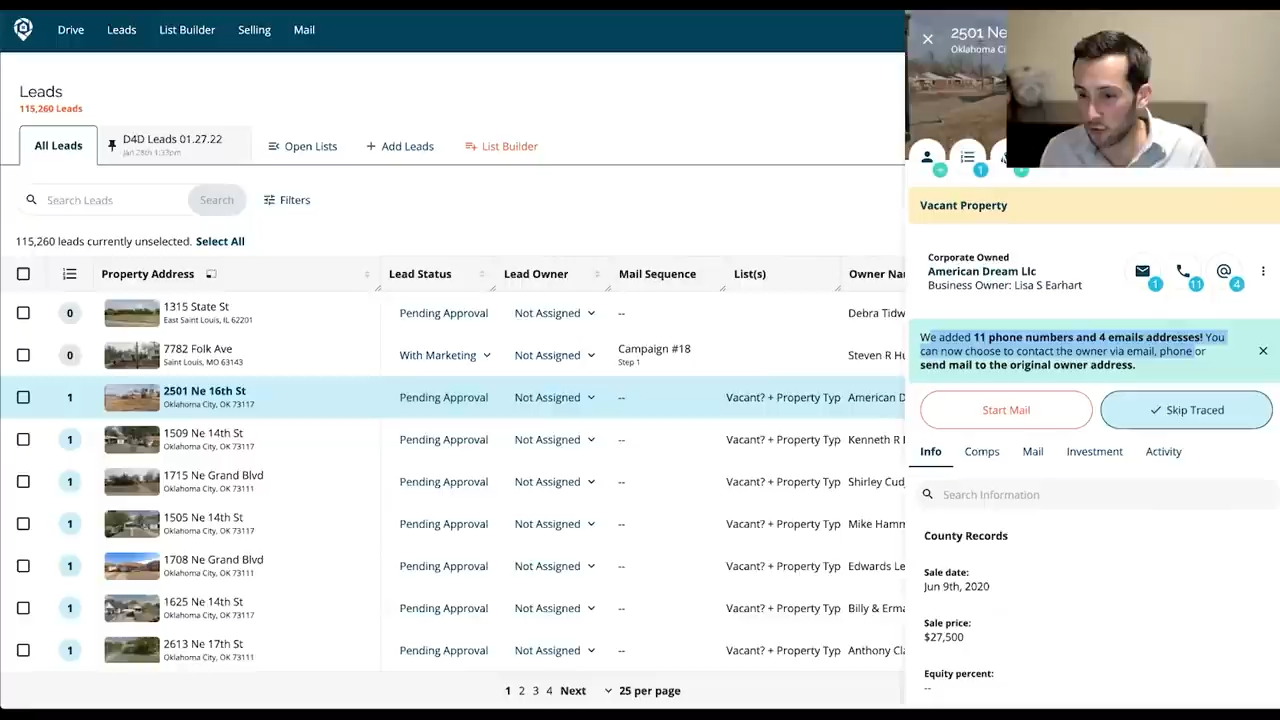 Drive Leads List Builder Selling Mail
Leads
115,260 Leads
All Leads
D4D Leads 01.27.22
Jan 28th 1:37pm
Open Lists
Add Leads
List Builder
Search Leads
Search
Filters
115,260 leads currently unselected. Select All
Property Address Lead Status Lead Owner Mail Sequence List(s) Owner Na
0 1315 State St Pending Approval Not Assigned -- Debra Tidw
East Saint Louis, IL 62201
0 7782 Folk Ave With Marketing Not Assigned Campaign #18 Steven R Hu
Saint Louis, MO 63143 Step 1
1 2501 Ne 16th St Pending Approval Not Assigned -- Vacant? + Property Typ American D
Oklahoma City, OK 73117
1 1509 Ne 14th St Pending Approval Not Assigned -- Vacant? + Property Typ Kenneth R
Oklahoma City, OK 73117
1 1715 Ne Grand Blvd Pending Approval Not Assigned -- Vacant? + Property Typ Shirley Cud
Oklahoma City, OK 73111
1 1505 Ne 14th St Pending Approval Not Assigned -- Vacant? + Property Typ Mike Hamm
Oklahoma City, OK 73117
1 1708 Ne Grand Blvd Pending Approval Not Assigned -- Vacant? + Property Typ Edwards Le
Oklahoma City, OK 73111
1 1625 Ne 14th St Pending Approval Not Assigned -- Vacant? + Property Typ Billy & Erma
Oklahoma City, OK 73117
1 2613 Ne 17th St Pending Approval Not Assigned -- Vacant? + Property Typ Anthony Cla
Oklahoma City, OK 73111
1 2 3 4 Next 25 per page
2501 Ne
Oklahoma Ci
1
Vacant Property
Corporate Owned
American Dream Llc
Business Owner: Lisa S Earhart
1 11 4
We added 11 phone numbers and 4 emails addresses! You
can now choose to contact the owner via email, phone or
send mail to the original owner address.
Start Mail
Skip Traced
Info Comps Mail Investment Activity
Search Information
County Records
Sale date:
Jun 9th, 2020
Sale price:
$27,500
Equity percent:
--